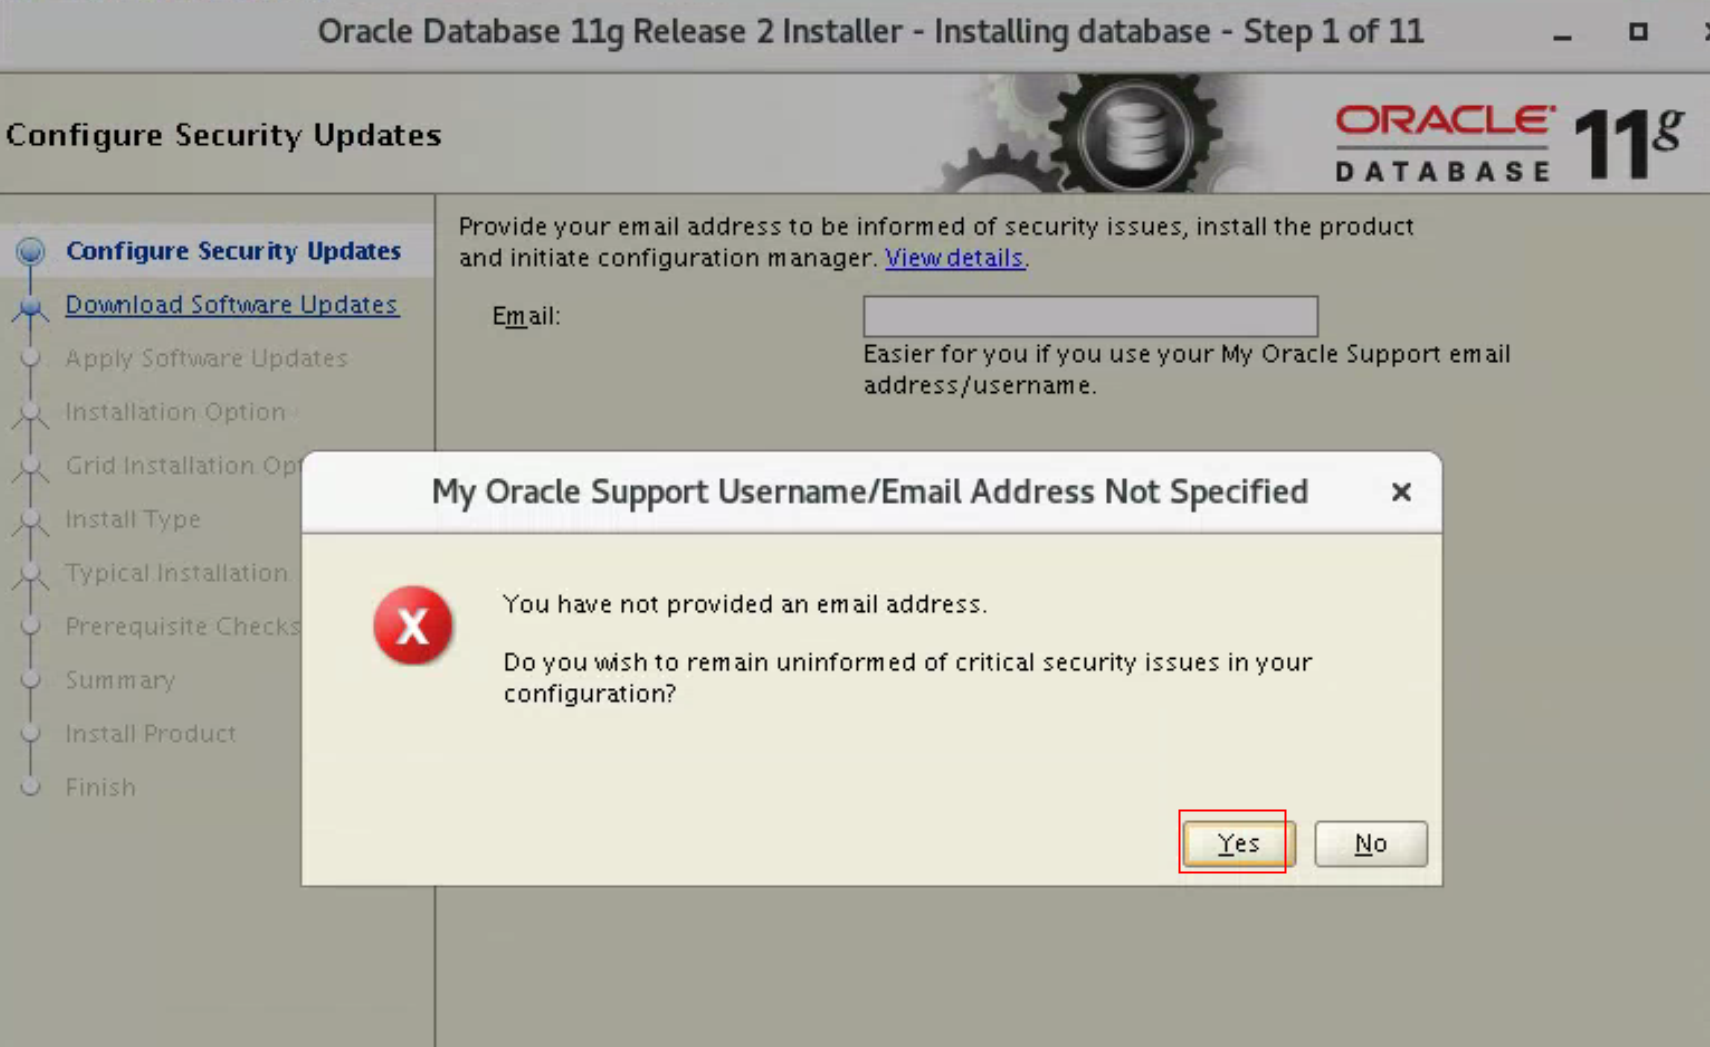 Oracle Database 11g Release 2 Installer - Installing database - Step 1 of 11
Configure Security Updates
ORACLE
DATABASE
11g
Configure Security Updates
Download Software Updates
Apply Software Updates
Installation Option
Grid Installation Opt
Install Type
Typical Installation
Prerequisite Checks
Summary
Install Product
Finish
Provide your email address to be informed of security issues, install the product
and initiate configuration manager. View details.
Email:
Easier for you if you use your My Oracle Support email
address/username.
My Oracle Support Username/Email Address Not Specified
You have not provided an email address.
Do you wish to remain uninformed of critical security issues in your
configuration?
Yes
No